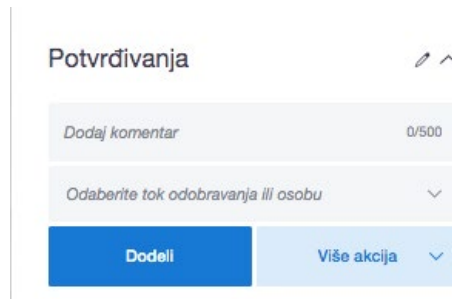 Potvrđivanja
Dodaj komentar 0/500
Odaberite tok odobravanja ili osobu
Dodeli Više akcija